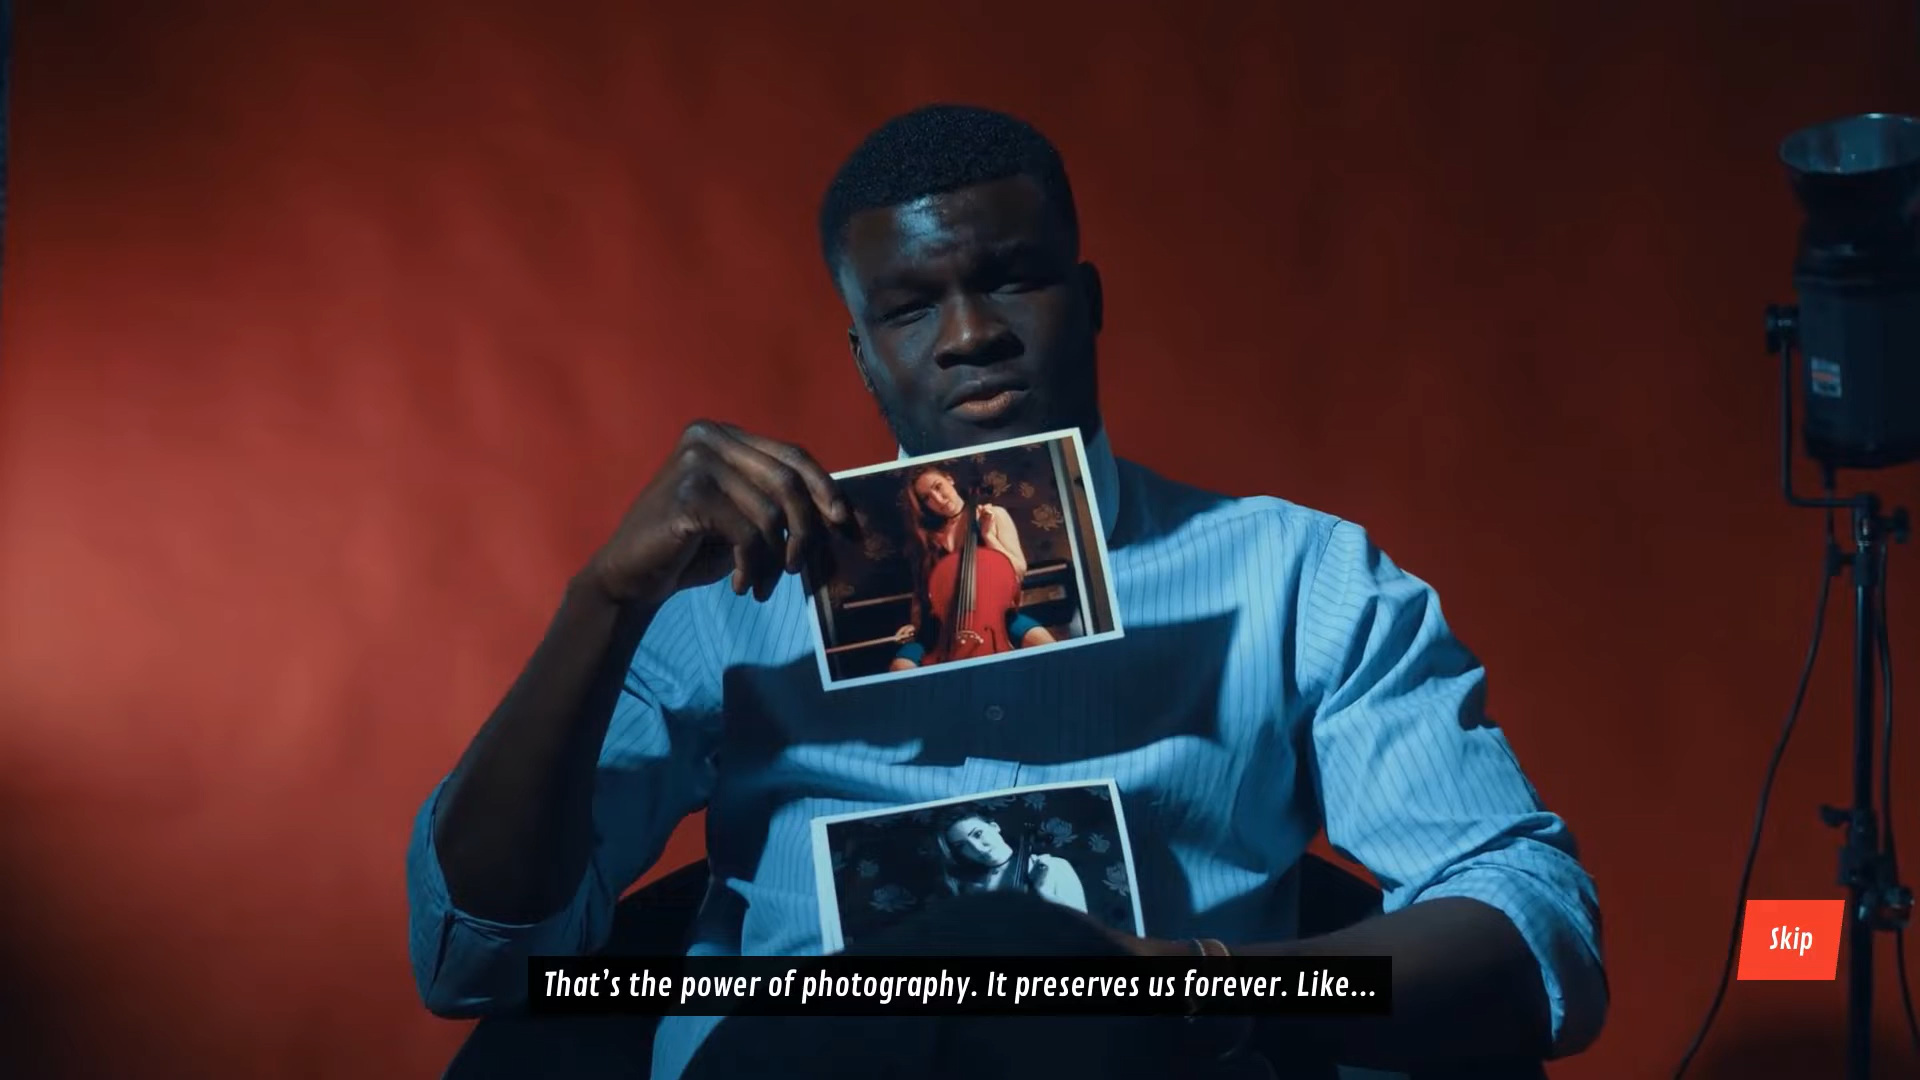 Skip
That’s the power of photography. It preserves us forever. Like...